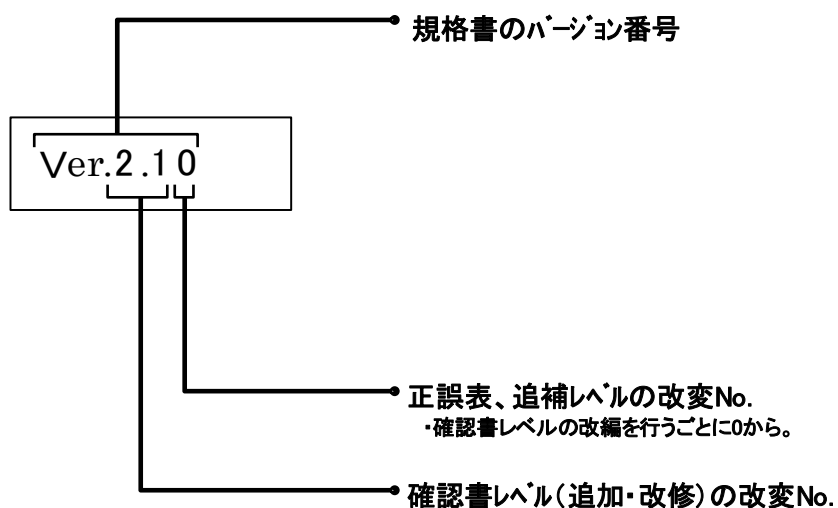 規格書のﾊﾞｰｼﾞｮﾝ番号
Ver.2.10
正誤表、追補ﾚﾍﾞﾙの改変No.
・確認書レベルの改編を行うごとに0から。
確認書ﾚﾍﾞﾙ(追加・改修)の改変No.